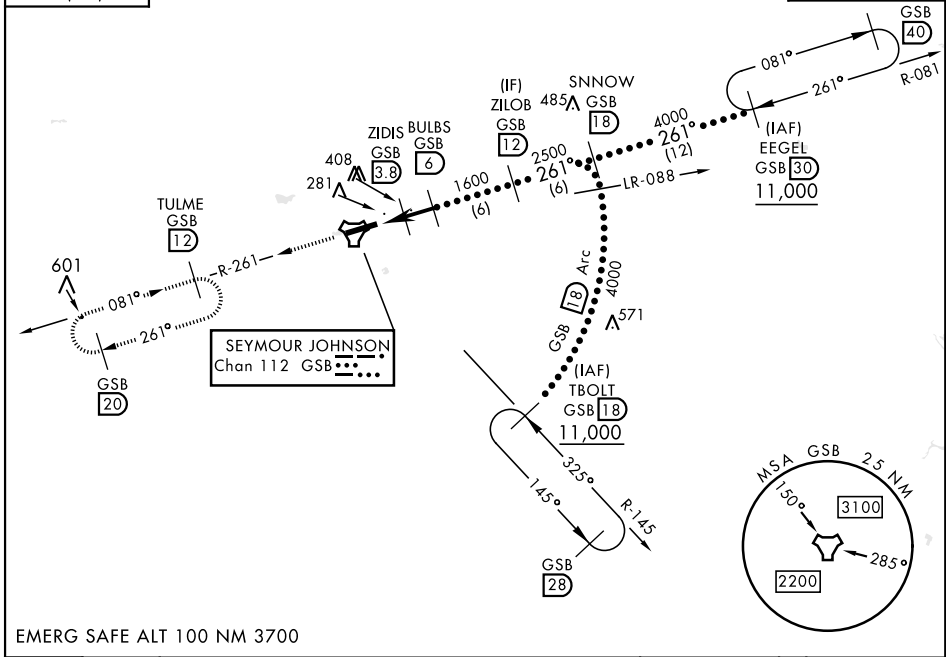 GSB
40
081°
R-081
261°
(IF)
ZILOB
GSB
12
485
SNNOW
GSB
18
4000
261°
(12)
(IAF)
EEGEL
GSB 30
11,000
ZIDIS
GSB
3.8
BULBS
GSB
6
408
281
2500
261°
(6)
LR-088
1600
(6)
TULME
GSB
12
R-261
601
081°
261°
GSB
20
SEYMOUR JOHNSON
Chan 112 GSB
GSB 18 Arc
4000
571
(IAF)
TBOLT
GSB 18
11,000
325°
145°
R-145
GSB
28
MSA GSB 25 NM
150°
3100
285°
2200
EMERG SAFE ALT 100 NM 3700